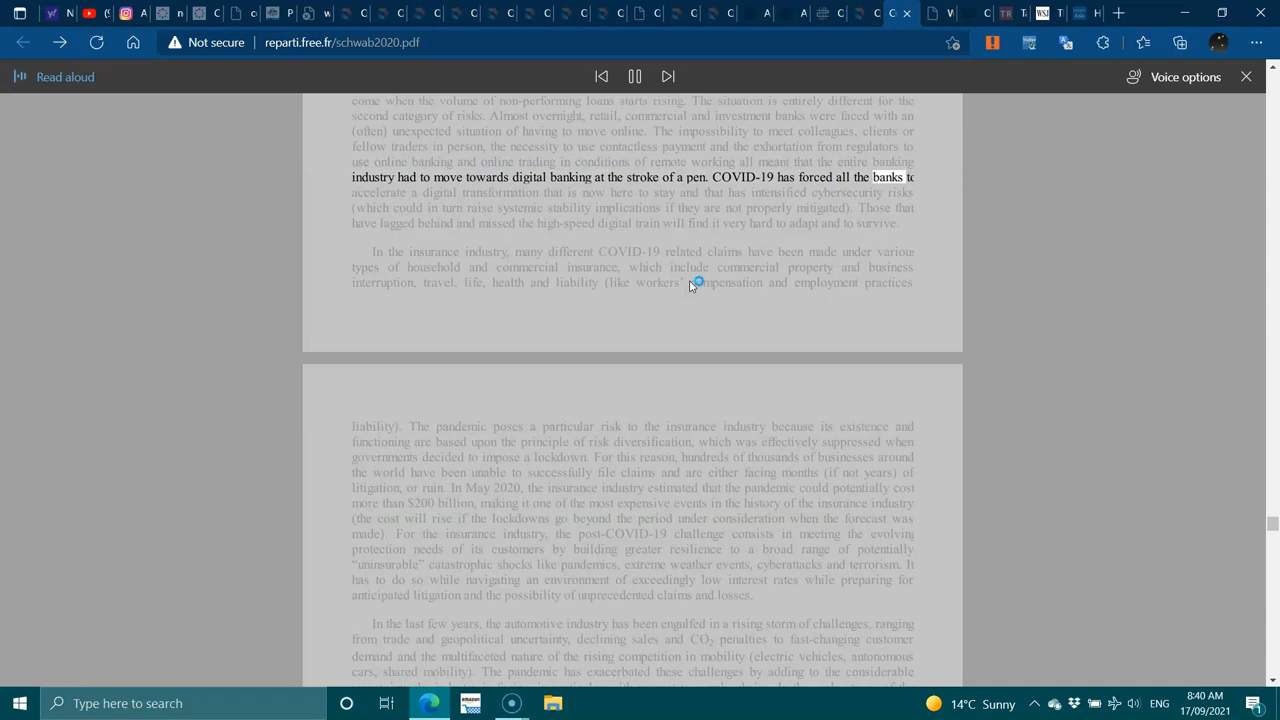 Not secure
reparti.free.fr/schwab2020.pdf
Read aloud
Voice options
come when the volume of non-performing loans starts rising. The situation is entirely different for the
second category of risks. Almost overnight, retail, commercial and investment banks were faced with an
(often) unexpected situation of having to move online. The impossibility to meet colleagues, clients or
fellow traders in person, the necessity to use contactless payment and the exhortation from regulators to
use online banking and online trading in conditions of remote working all meant that the entire banking
industry had to move towards digital banking at the stroke of a pen. COVID-19 has forced all the banks to
accelerate a digital transformation that is now here to stay and that has intensified cybersecurity risks
(which could in turn raise systemic stability implications if they are not properly mitigated). Those that
have lagged behind and missed the high-speed digital train will find it very hard to adapt and to survive.
In the insurance industry, many different COVID-19 related claims have been made under various
types of household and commercial insurance, which include commercial property and business
interruption, travel, life, health and liability (like workers’ compensation and employment practices
liability). The pandemic poses a particular risk to the insurance industry because its existence and
functioning are based upon the principle of risk diversification, which was effectively suppressed when
governments decided to impose a lockdown. For this reason, hundreds of thousands of businesses around
the world have been unable to successfully file claims and are either facing months (if not years) of
litigation, or ruin. In May 2020, the insurance industry estimated that the pandemic could potentially cost
more than $200 billion, making it one of the most expensive events in the history of the insurance industry
(the cost will rise if the lockdowns go beyond the period under consideration when the forecast was
made). For the insurance industry, the post-COVID-19 challenge consists in meeting the evolving
protection needs of its customers by building greater resilience to a broad range of potentially
“uninsurable” catastrophic shocks like pandemics, extreme weather events, cyberattacks and terrorism. It
has to do so while navigating an environment of exceedingly low interest rates while preparing for
anticipated litigation and the possibility of unprecedented claims and losses.
In the last few years, the automotive industry has been engulfed in a rising storm of challenges, ranging
from trade and geopolitical uncertainty, declining sales and CO2 penalties to fast-changing customer
demand and the multifaceted nature of the rising competition in mobility (electric vehicles, autonomous
cars, shared mobility). The pandemic has exacerbated these challenges by adding to the considerable
Type here to search
14°C Sunny
ENG
8:40 AM
17/09/2021